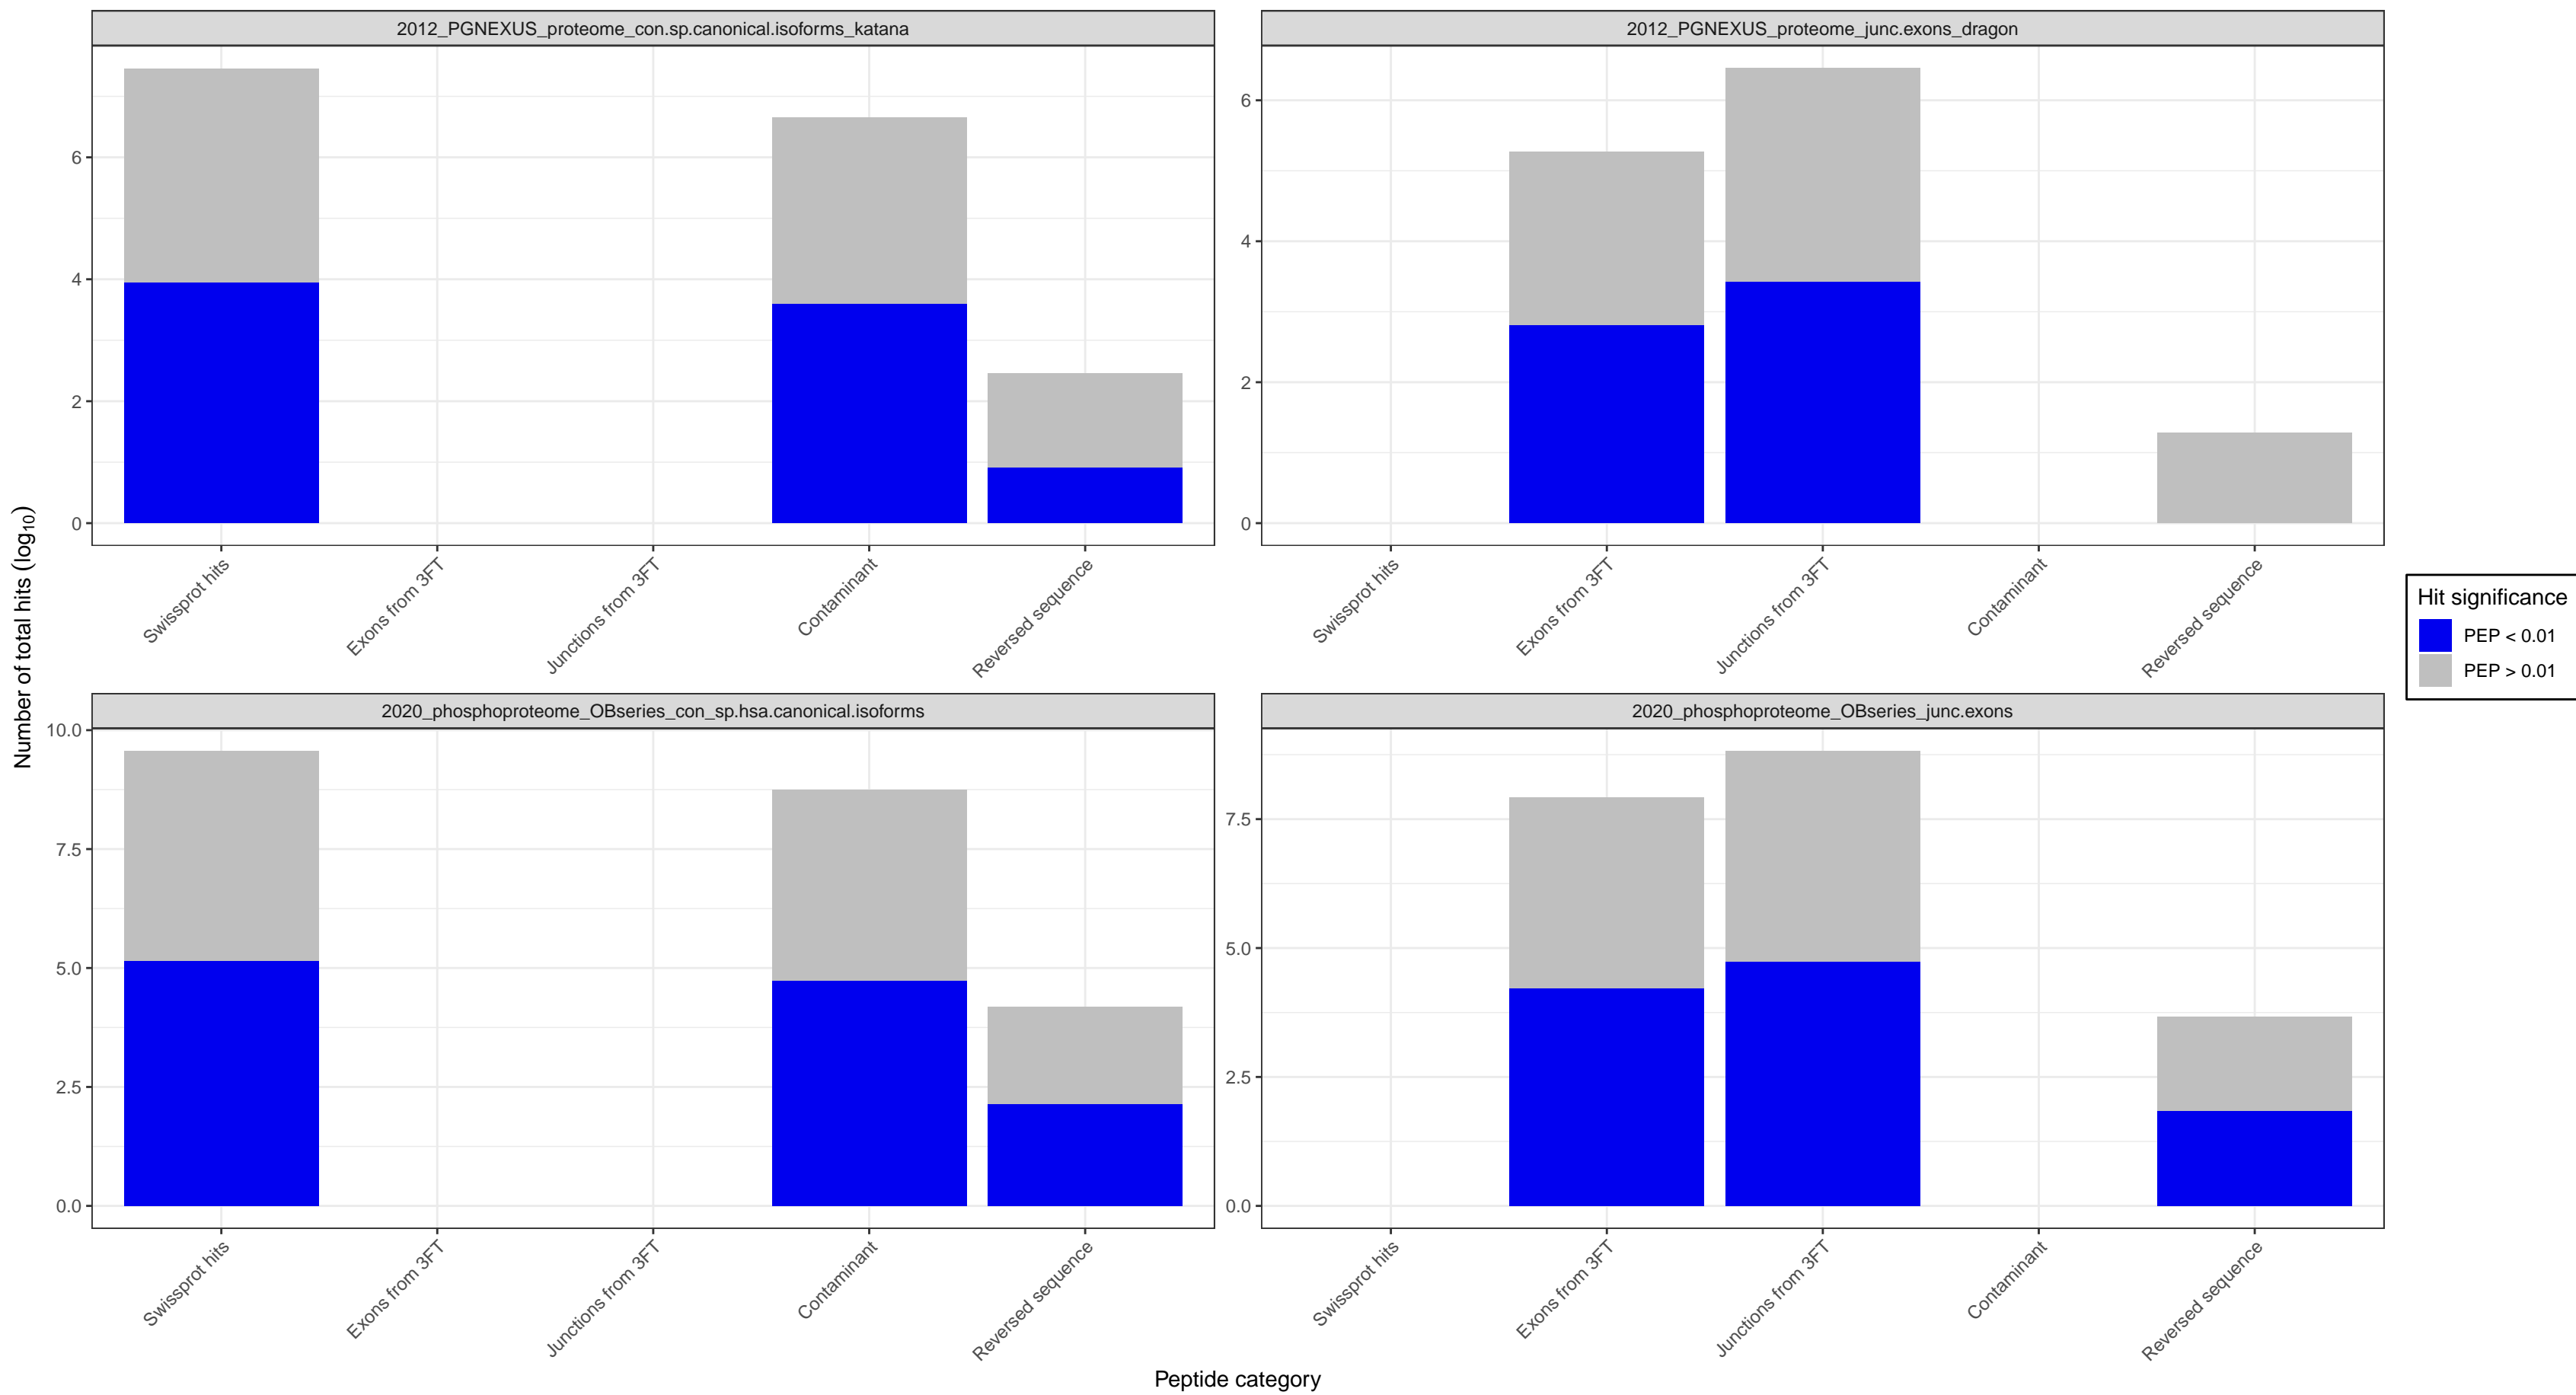 2012_PGNEXUS_proteome_con.sp.canonical.isoforms_katana
2012_PGNEXUS_proteome_junc.exons_dragon
6
4
2
0
6
4
2
0
Swissprot hits
Exons from 3FT
Junctions from 3FT
Contaminant
Reversed sequence
Swissprot hits
Exons from 3FT
Junctions from 3FT
Contaminant
Reversed sequence
Number of total hits (log10)
Hit significance
PEP < 0.01
PEP > 0.01
2020_phosphoproteome_OBseries_con_sp.hsa.canonical.isoforms
2020_phosphoproteome_OBseries_junc.exons
10.0
7.5
5.0
2.5
0.0
7.5
5.0
2.5
0.0
Swissprot hits
Exons from 3FT
Junctions from 3FT
Contaminant
Reversed sequence
Swissprot hits
Exons from 3FT
Junctions from 3FT
Contaminant
Reversed sequence
Peptide category